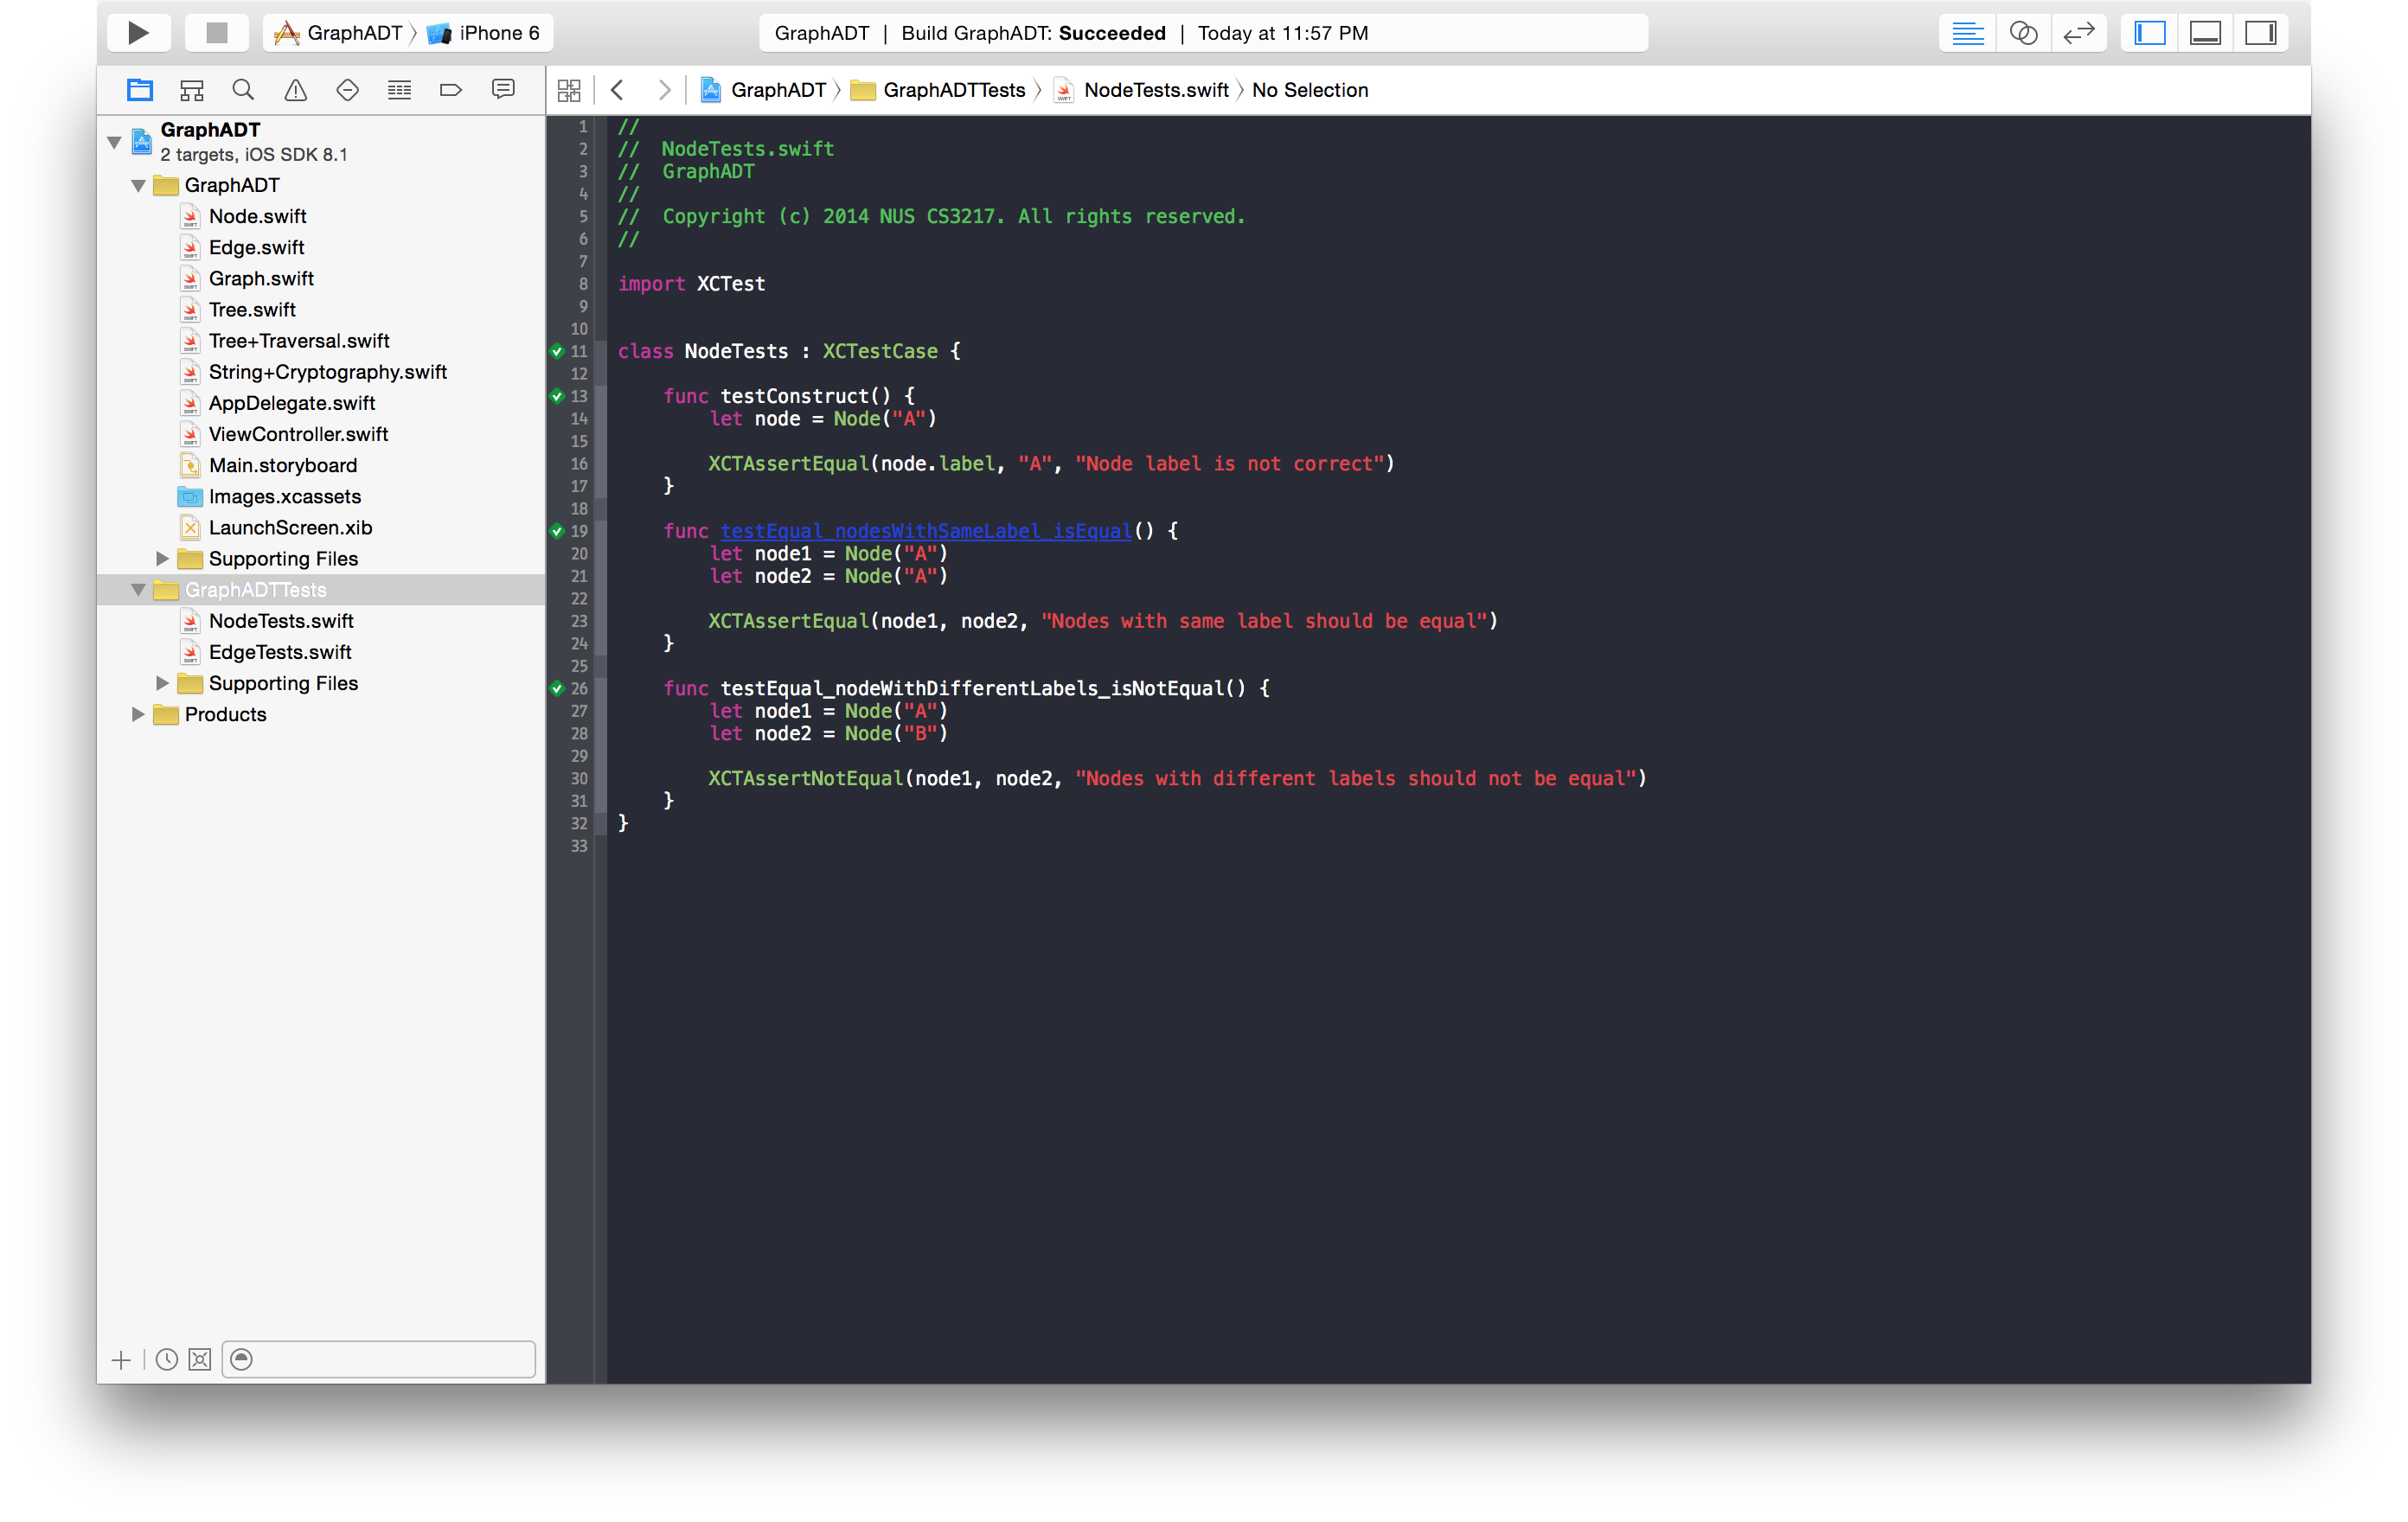 GraphADT 〉 iPhone 6
GraphADT | Build GraphADT: Succeeded | Today at 11:57 PM
GraphADT 〉 GraphADTTests 〉 NodeTests.swift 〉 No Selection
GraphADT
2 targets, iOS SDK 8.1
GraphADT
Node.swift
Edge.swift
Graph.swift
Tree.swift
Tree+Traversal.swift
String+Cryptography.swift
AppDelegate.swift
ViewController.swift
Main.storyboard
Images.xcassets
LaunchScreen.xib
Supporting Files
GraphADTTests
NodeTests.swift
EdgeTests.swift
Supporting Files
Products
1 //
2 //  NodeTests.swift
3 //  GraphADT
4 //
5 //  Copyright (c) 2014 NUS CS3217. All rights reserved.
6 //
7
8 import XCTest
9
10
11 class NodeTests : XCTestCase {
12
13     func testConstruct() {
14         let node = Node("A")
15
16         XCTAssertEqual(node.label, "A", "Node label is not correct")
17     }
18
19     func testEqual_nodesWithSameLabel_isEqual() {
20         let node1 = Node("A")
21         let node2 = Node("A")
22
23         XCTAssertEqual(node1, node2, "Nodes with same label should be equal")
24     }
25
26     func testEqual_nodeWithDifferentLabels_isNotEqual() {
27         let node1 = Node("A")
28         let node2 = Node("B")
29
30         XCTAssertNotEqual(node1, node2, "Nodes with different labels should not be equal")
31     }
32 }
33